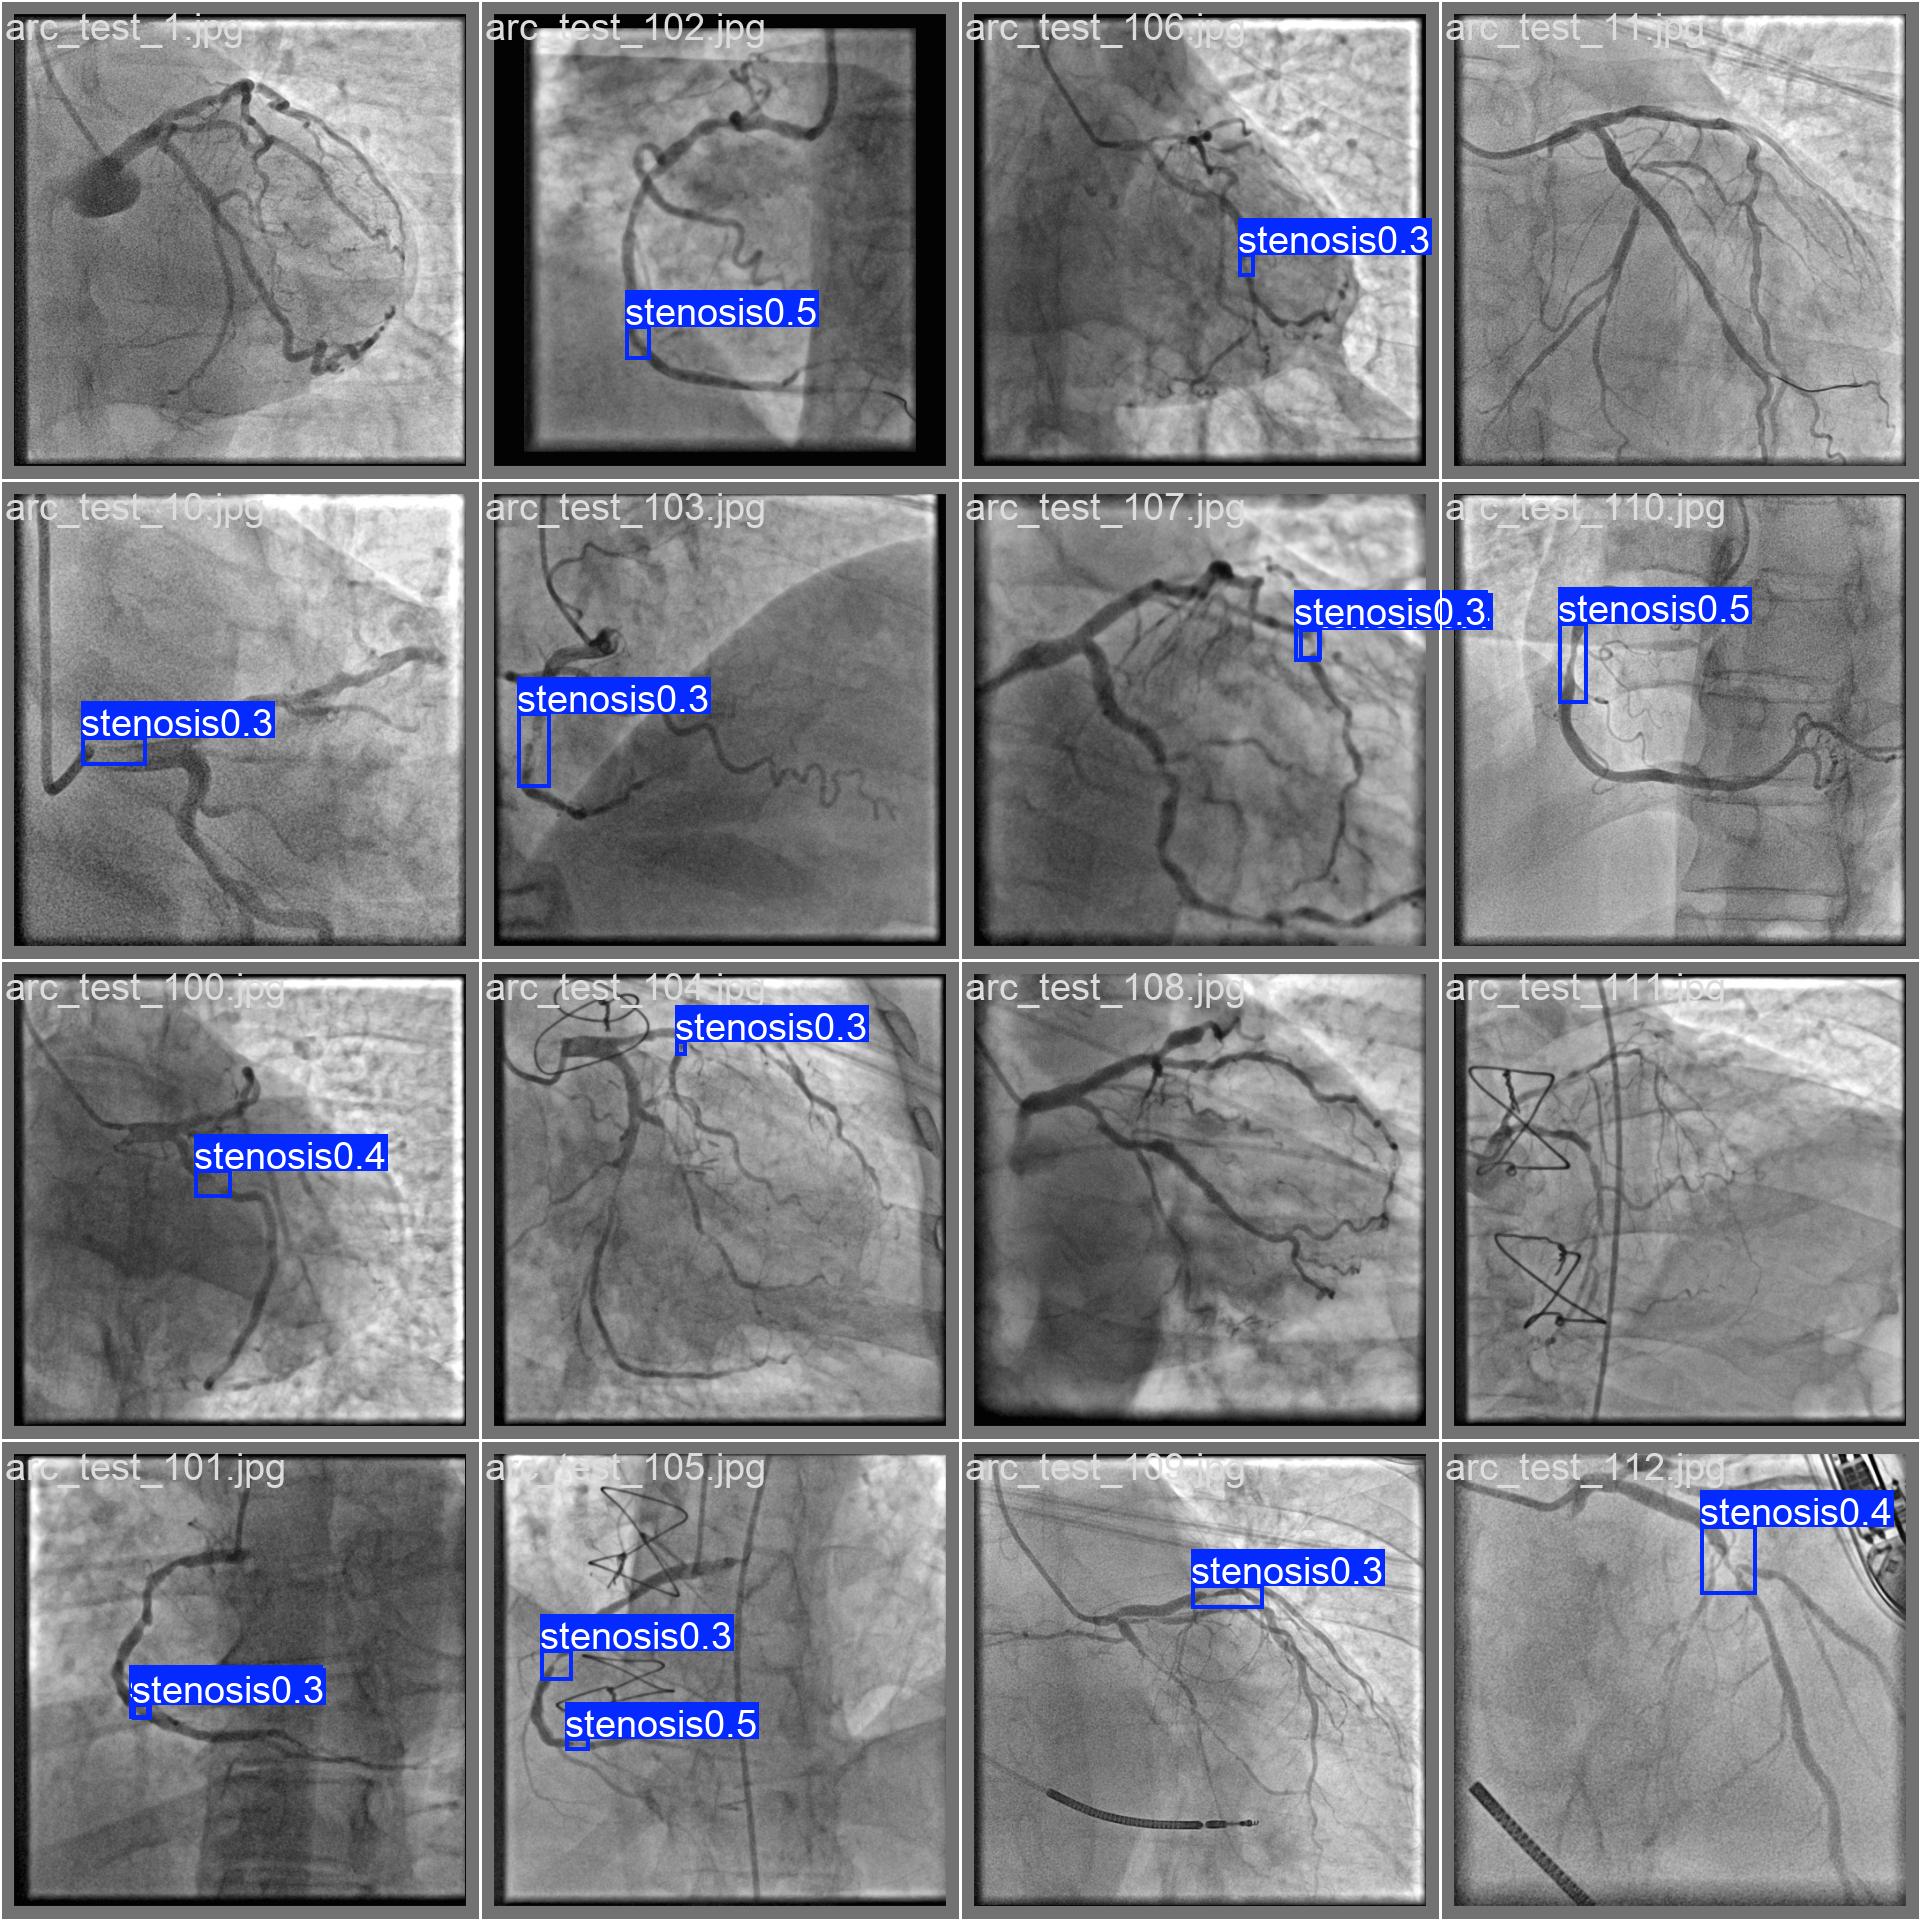 arc_test_1.jpg
arc_test_102.jpg
arc_test_106.jpg
arc_test_11.jpg
stenosis0.3
stenosis0.5
arc_test_10.jpg
arc_test_103.jpg
arc_test_107.jpg
arc_test_110.jpg
stenosis0.3
stenosis0.5
stenosis0.3
stenosis0.3
arc_test_100.jpg
arc_test_104.jpg
arc_test_108.jpg
arc_test_111.jpg
stenosis0.3
stenosis0.4
arc_test_101.jpg
arc_test_105.jpg
arc_test_109.jpg
arc_test_112.jpg
stenosis0.4
stenosis0.3
stenosis0.3
stenosis0.3
stenosis0.5